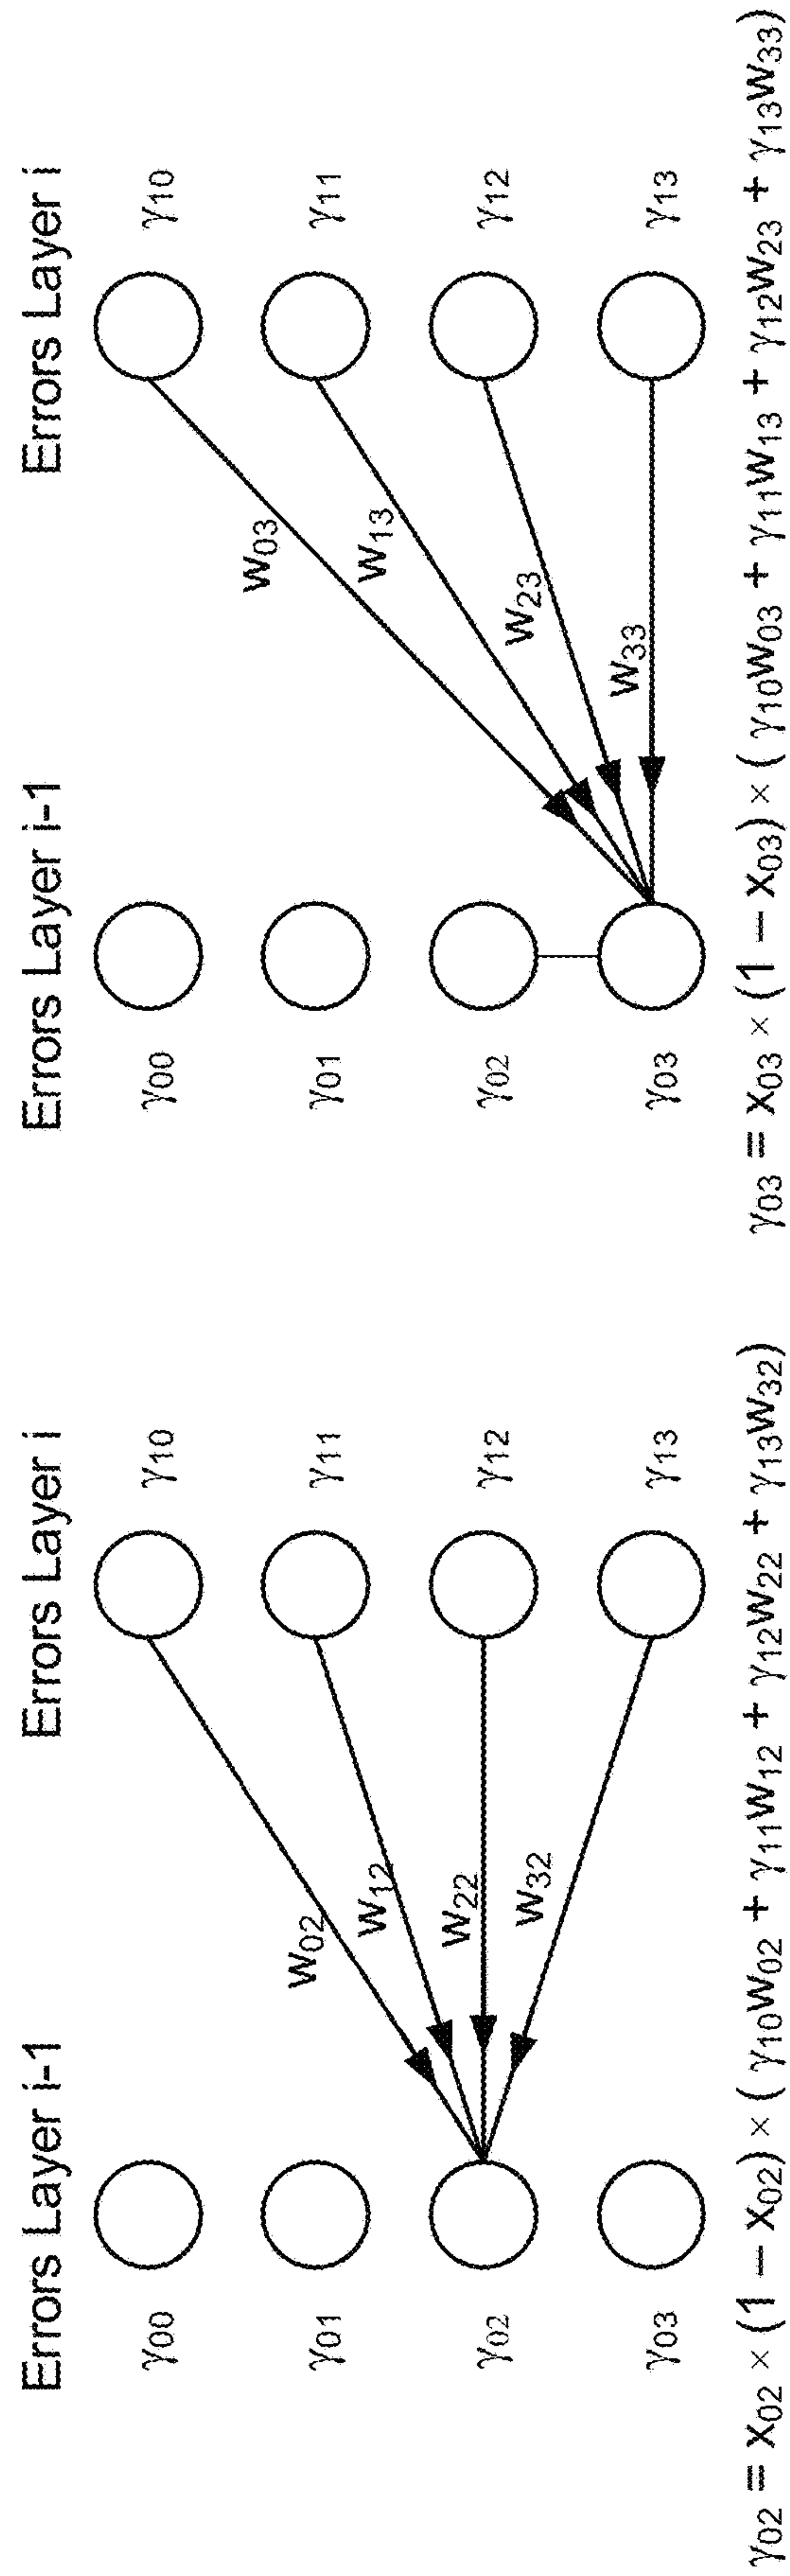 Errors Layer i-1
Errors Layer i
γ00
γ10
γ01
γ11
γ02
γ12
γ03
γ13
w02
w12
w22
w32
γ02 = x02 × (1 − x02) × ( γ10w02 + γ11w12 + γ12w22 + γ13w32)
Errors Layer i-1
Errors Layer i
γ00
γ10
γ01
γ11
γ02
γ12
γ03
γ13
w03
w13
w23
w33
γ03 = x03 × (1 − x03) × ( γ10w03 + γ11w13 + γ12w23 + γ13w33)